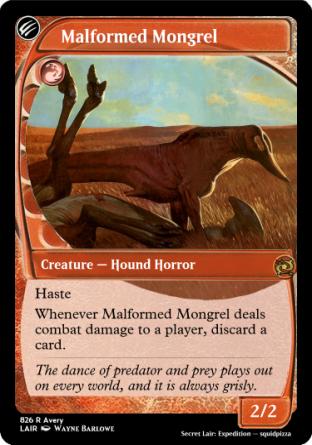 Malformed Mongrel
Creature — Hound Horror
Haste
Whenever Malformed Mongrel deals
combat damage to a player, discard a
card.
The dance of predator and prey plays out
on every world, and it is always grisly.
2/2
826 R Avery
LAIR • Wayne Barlowe
Secret Lair: Expedition — squidpizza